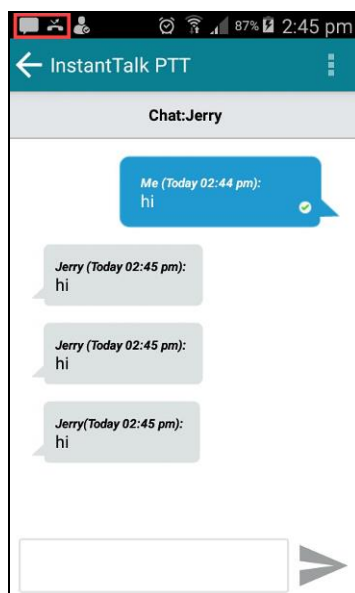 87% 2:45 pm
InstantTalk PTT
Chat:Jerry
Me (Today 02:44 pm):
hi
Jerry (Today 02:45 pm):
hi
Jerry (Today 02:45 pm):
hi
Jerry(Today 02:45 pm):
hi